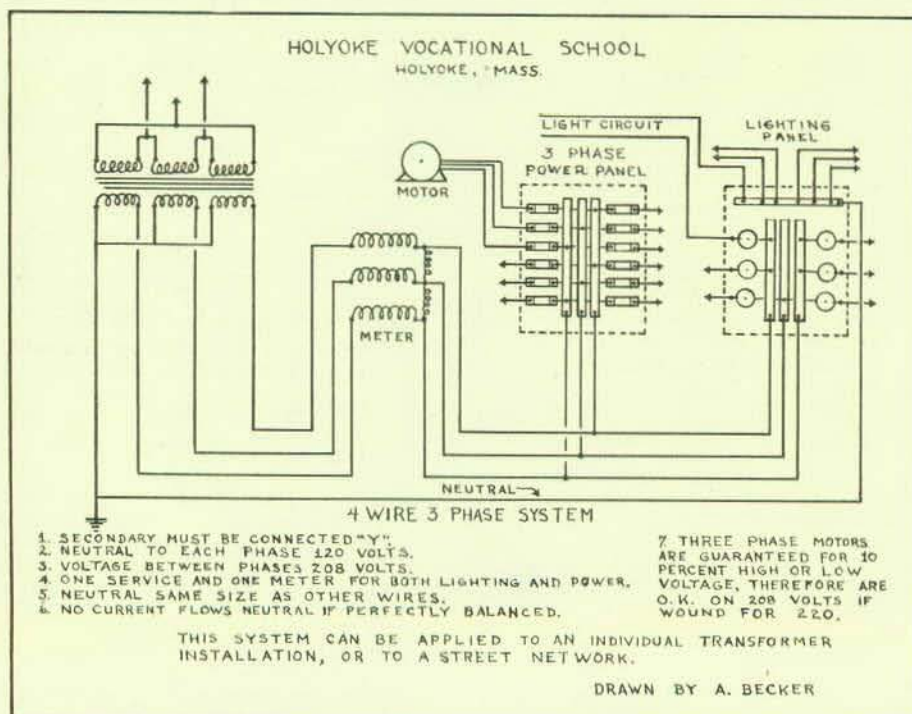 HOLYOKE VOCATIONAL SCHOOL
HOLYOKE, MASS.
LIGHT CIRCUIT
LIGHTING
PANEL
3 PHASE
POWER PANEL
MOTOR
METER
NEUTRAL
4 WIRE 3 PHASE SYSTEM
1. SECONDARY MUST BE CONNECTED "Y".
2. NEUTRAL TO EACH PHASE 120 VOLTS.
3. VOLTAGE BETWEEN PHASES 208 VOLTS.
4. ONE SERVICE AND ONE METER FOR BOTH LIGHTING AND POWER.
5. NEUTRAL SAME SIZE AS OTHER WIRES.
6. NO CURRENT FLOWS NEUTRAL IF PERFECTLY BALANCED.
7. THREE PHASE MOTORS
ARE GUARANTEED FOR 10
PERCENT HIGH OR LOW
VOLTAGE, THEREFORE ARE
O.K. ON 208 VOLTS IF
WOUND FOR 220.
THIS SYSTEM CAN BE APPLIED TO AN INDIVIDUAL TRANSFORMER
INSTALLATION, OR TO A STREET NETWORK.
DRAWN BY A. BECKER